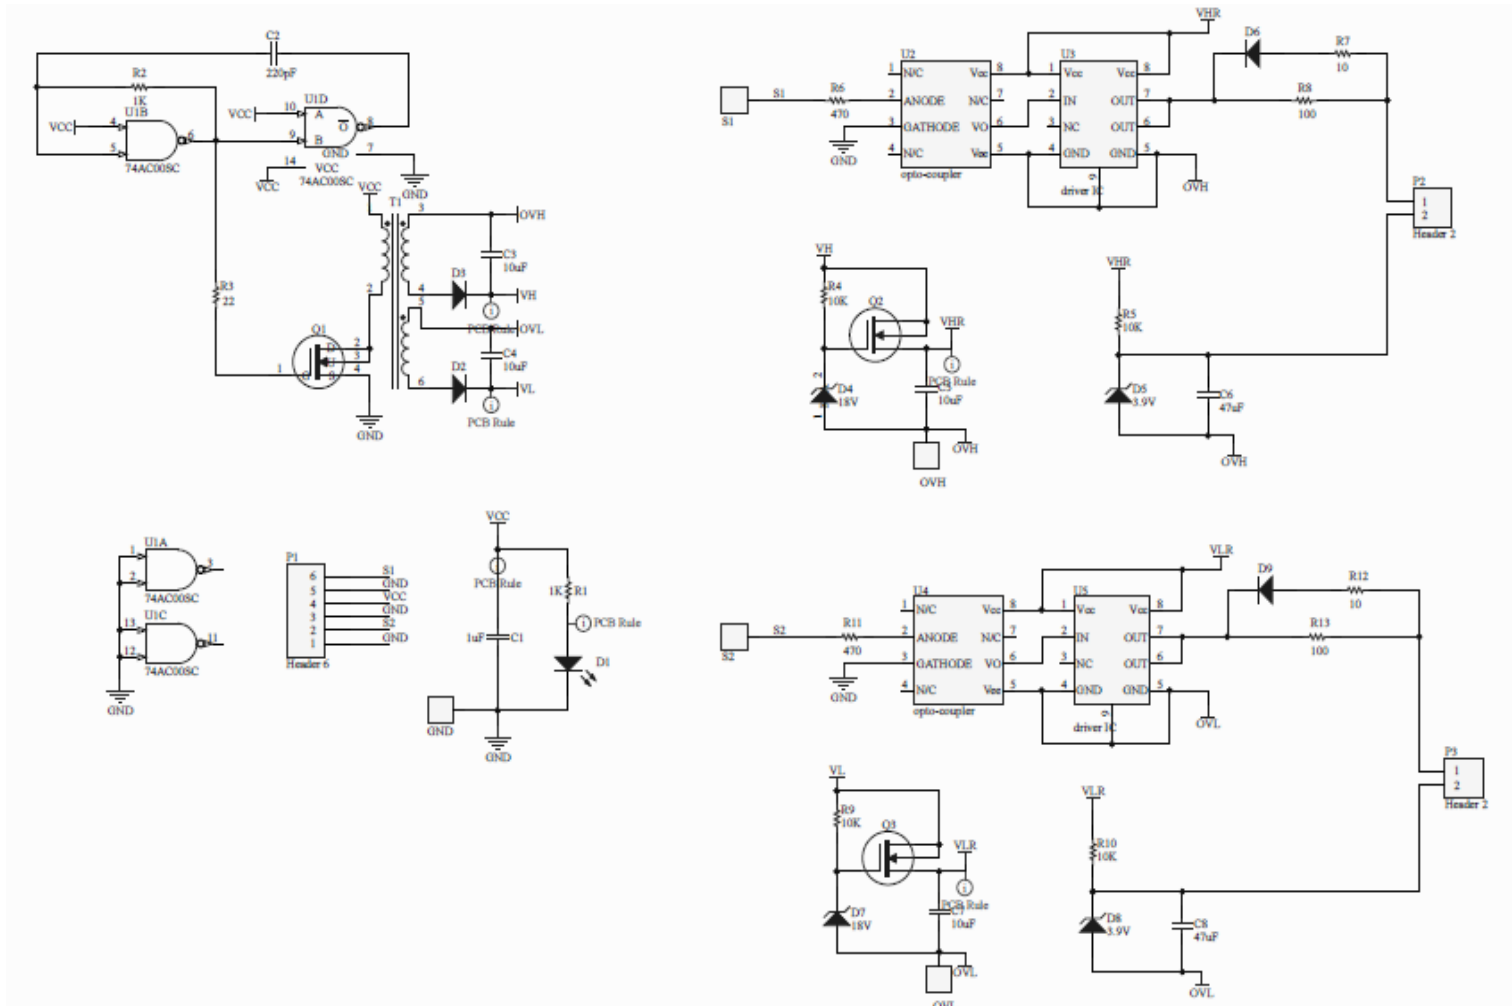 C2
220pF
R2
1K
U1B
VCC
4
5
6
74AC00SC
U1D
VCC
10
A
9
B
O
8
GND
7
14
VCC
VCC
74AC00SC
GND
VCC
T1
3
OVH
C3
10uF
D3
2
4
VH
5
PCB Rule
OVL
R3
22
Q1
D
2
3
1
G
S
4
C4
10uF
D2
6
VL
i
PCB Rule
GND
VHR
U2
U3
D6
R7
10
1
N/C
Vcc
8
1
Vcc
Vcc
8
S1
S1
R6
470
2
ANODE
N/C
7
2
IN
OUT
7
R8
100
3
GATHODE
VO
6
3
NC
OUT
6
GND
4
N/C
Vee
5
4
GND
GND
5
opto-coupler
9
driver IC
OVH
P2
1
2
Header 2
VH
R4
10K
Q2
VHR
i
PCB Rule
2
D4
18V
1
C5
10uF
OVH
OVH
VHR
R5
10K
D5
3.9V
C6
47uF
OVH
U1A
1
2
3
74AC00SC
U1C
13
12
11
74AC00SC
GND
P1
6
S1
5
GND
4
VCC
3
GND
2
S2
1
GND
Header 6
VCC
i
PCB Rule
1K
R1
i
PCB Rule
1uF
C1
D1
GND
GND
VLR
U4
U5
D9
R12
10
1
N/C
Vcc
8
1
Vcc
Vcc
8
S2
S2
R11
470
2
ANODE
N/C
7
2
IN
OUT
7
R13
100
3
GATHODE
VO
6
3
NC
OUT
6
GND
4
N/C
Vee
5
4
GND
GND
5
opto-coupler
9
driver IC
OVL
P3
1
2
Header 2
VL
R9
10K
Q3
VLR
i
PCB Rule
D7
18V
C7
10uF
OVL
VLR
R10
10K
D8
3.9V
C8
47uF
OVL